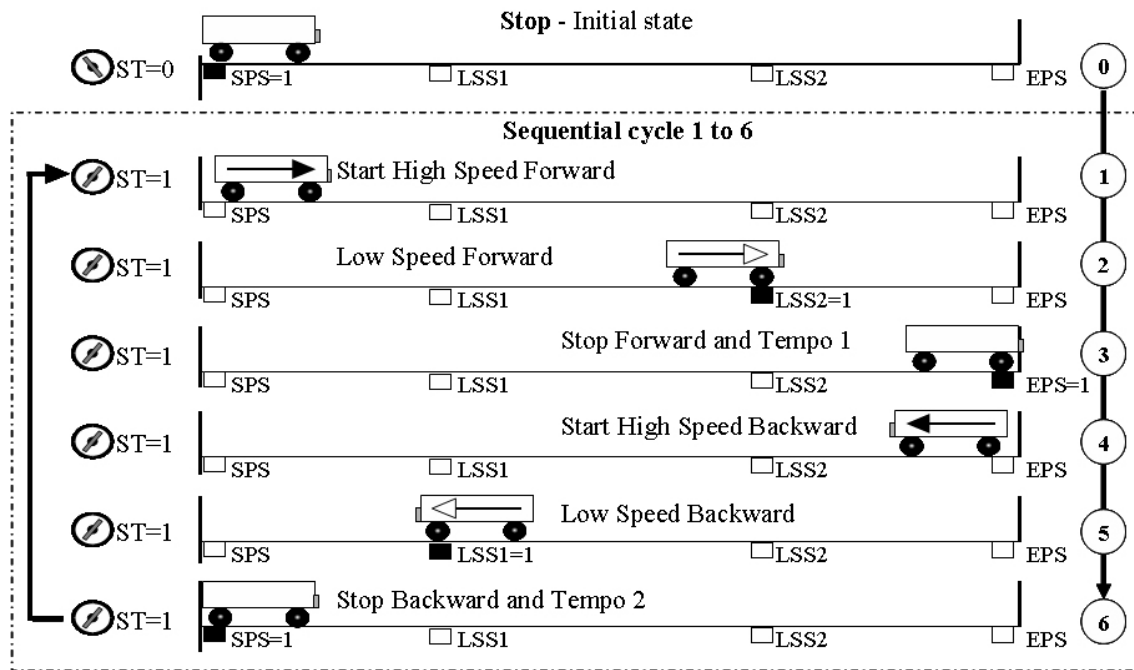 Stop - Initial state
ST=0
SPS=1 LSS1 LSS2 EPS
0
Sequential cycle 1 to 6
ST=1
Start High Speed Forward
1
SPS LSS1 LSS2 EPS
ST=1
Low Speed Forward
2
SPS LSS1 LSS2=1 EPS
ST=1
Stop Forward and Tempo 1
3
SPS LSS1 LSS2 EPS=1
ST=1
Start High Speed Backward
4
SPS LSS1 LSS2 EPS
ST=1
Low Speed Backward
5
SPS LSS1=1 LSS2 EPS
ST=1
Stop Backward and Tempo 2
6
SPS=1 LSS1 LSS2 EPS